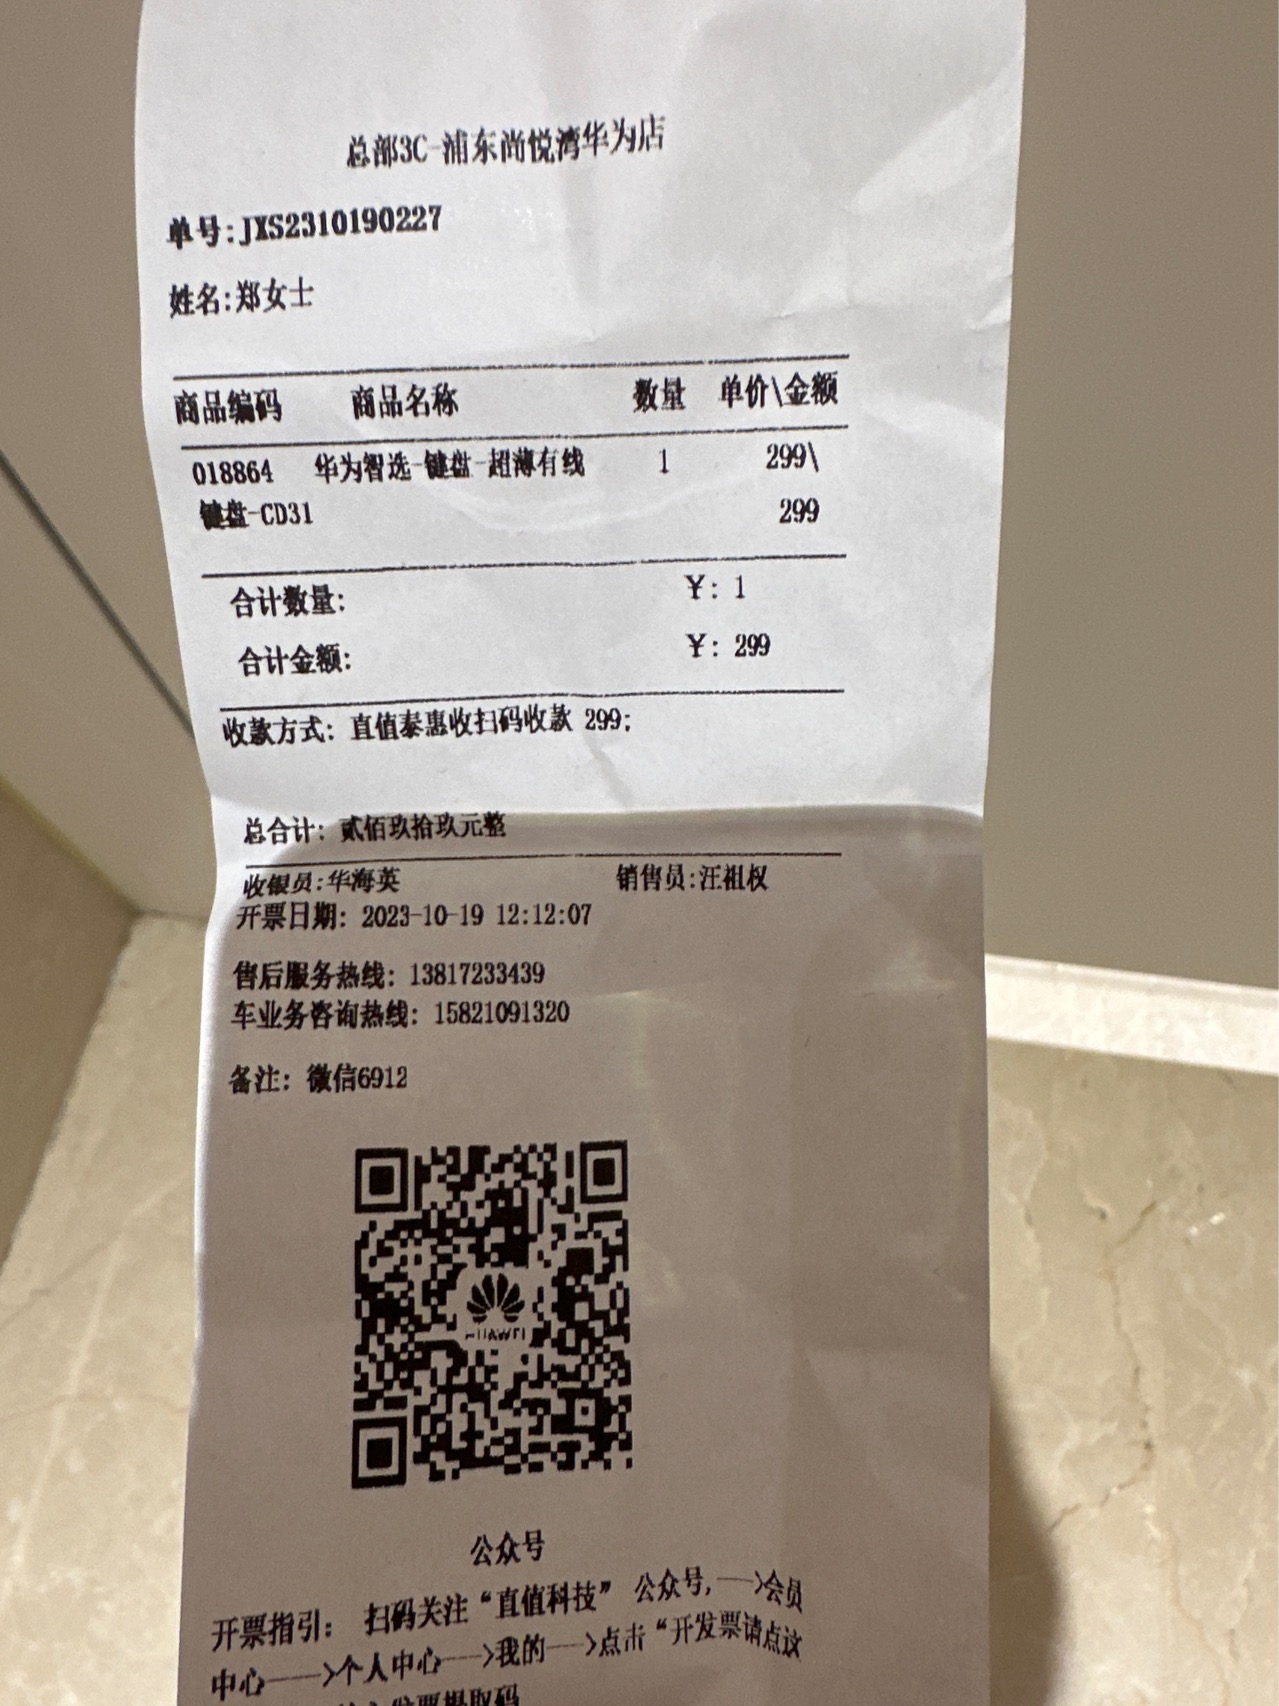 总部3C-浦东尚悦湾华为店
单号:JXS2310190227
姓名:郑女士
商品编码 商品名称 数量 单价\金额
018864 华为智选-键盘-超薄有线 1 299\
键盘-CD31 299
合计数量: ¥: 1
合计金额: ¥: 299
收款方式: 直值泰惠收扫码收款 299;
总合计: 贰佰玖拾玖元整
收银员:华海英 销售员:汪祖权
开票日期: 2023-10-19 12:12:07
售后服务热线: 13817233439
车业务咨询热线: 15821091320
备注: 微信6912
HUAWEI
公众号
开票指引: 扫码关注“直值科技” 公众号,—>会员
中心——>个人中心—>我的—>点击“开发票请点这
发票提取码